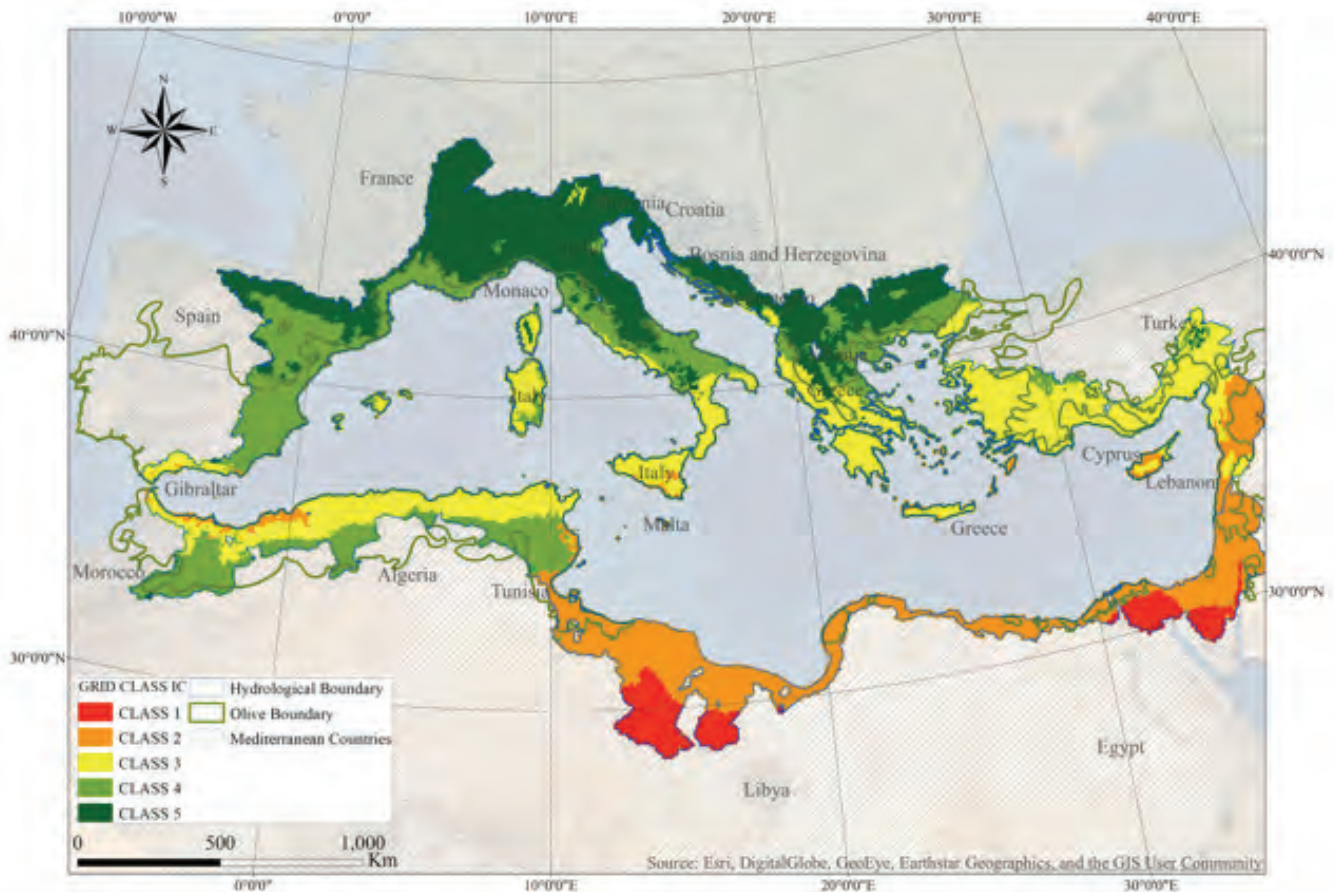 10°0'0"W 0°0'0" 10°0'0"E 20°0'0"E 30°0'0"E 40°0'0"E
N
W E
S
France
Croatia
Bosnia and Herzegovina
40°0'0"N
Monaco
Spain
40°0'0"N
Italy
Cyprus
Italy
Lebanon
Gibraltar
Malta
Greece
Morocco
Algeria
Tunisia
30°0'0"N
30°0'0"N
GRID CLASS IC
CLASS 1
CLASS 2
CLASS 3
CLASS 4
CLASS 5
Hydrological Boundary
Olive Boundary
Mediterranean Countries
Egypt
Libya
0 500 1,000
Km
Source: Esri, DigitalGlobe, GeoEye, Earthstar Geographics, and the GIS User Community
0°0'0" 10°0'0"E 20°0'0"E 30°0'0"E